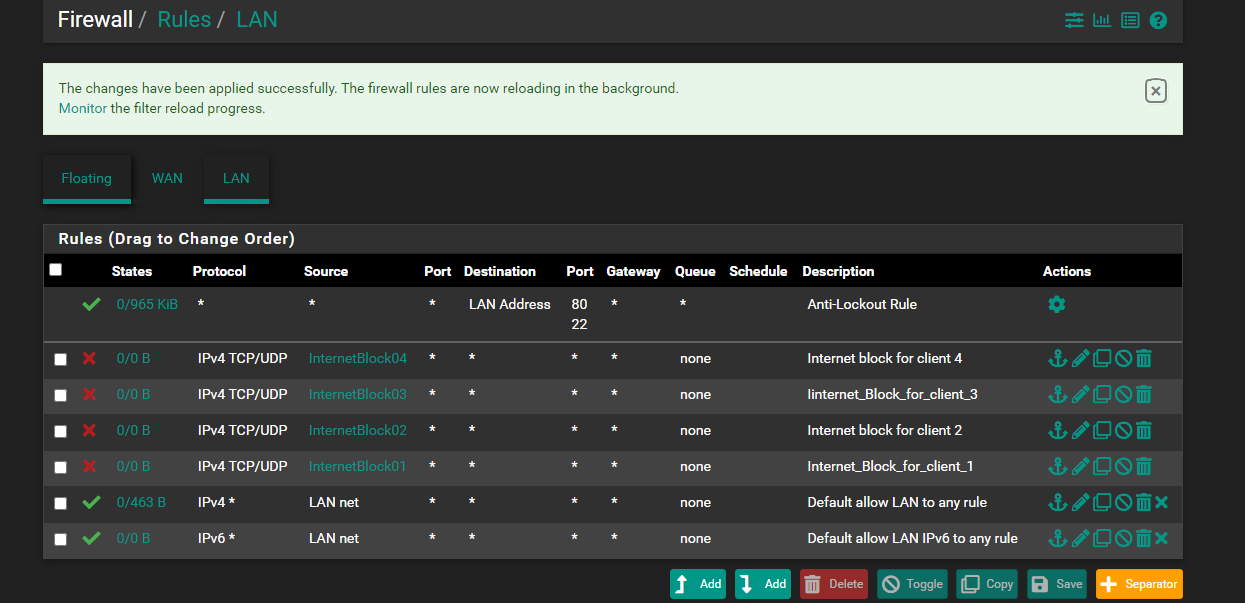 Firewall / Rules / LAN
The changes have been applied successfully. The firewall rules are now reloading in the background.
Monitor the filter reload progress.
Floating WAN LAN
Rules (Drag to Change Order)
States Protocol Source Port Destination Port Gateway Queue Schedule Description Actions
0/965 KiB * * * LAN Address 80 * * Anti-Lockout Rule
22
0/0 B IPv4 TCP/UDP InternetBlock04 * * * * none Internet block for client 4
0/0 B IPv4 TCP/UDP InternetBlock03 * * * * none Iinternet_Block_for_client_3
0/0 B IPv4 TCP/UDP InternetBlock02 * * * * none Internet block for client 2
0/0 B IPv4 TCP/UDP InternetBlock01 * * * * none Internet_Block_for_client_1
0/463 B IPv4 * LAN net * * * * none Default allow LAN to any rule
0/0 B IPv6 * LAN net * * * * none Default allow LAN IPv6 to any rule
Add Add Delete Toggle Copy Save Separator